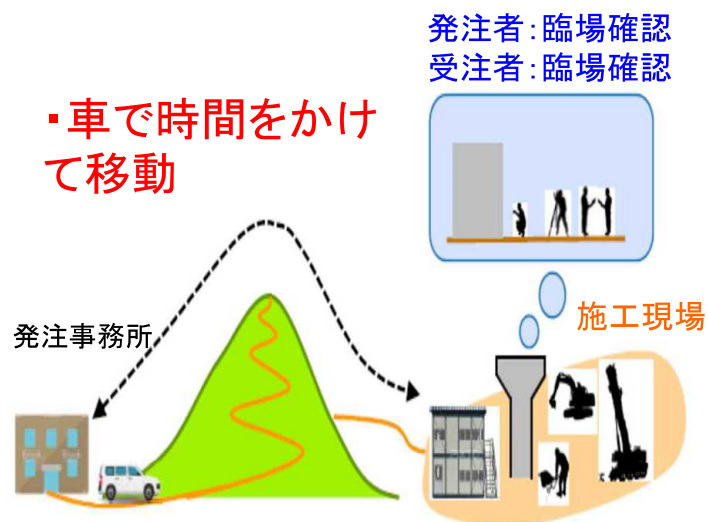 発注者：臨場確認
受注者：臨場確認
・車で時間をかけ
て移動
発注事務所
施工現場